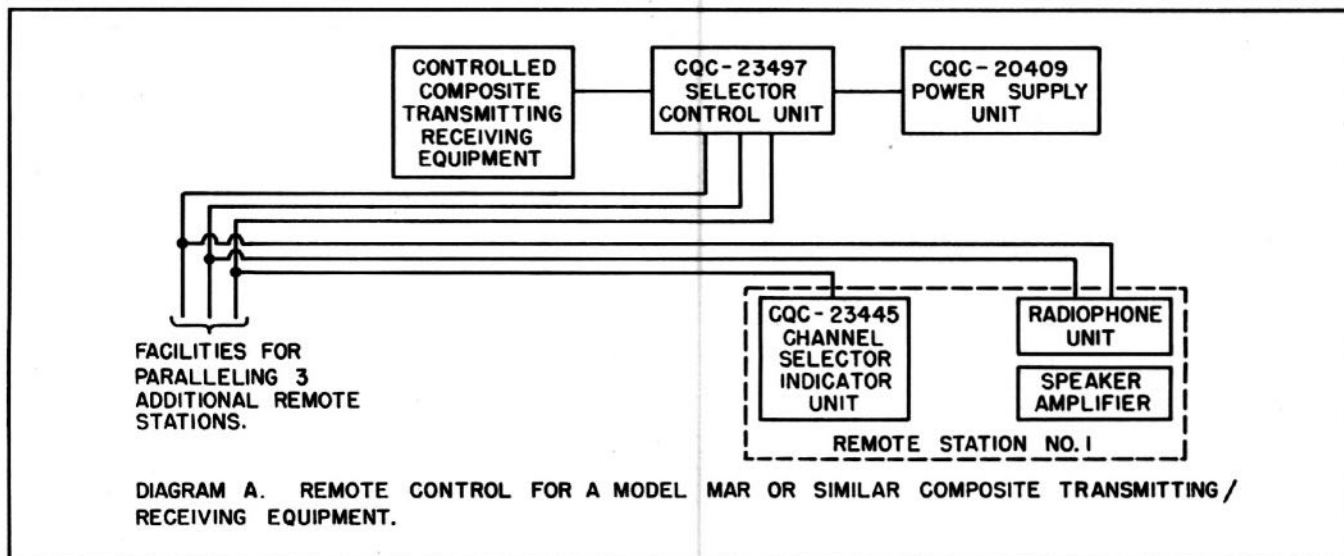 CONTROLLED
COMPOSITE
TRANSMITTING
RECEIVING
EQUIPMENT
CQC-23497
SELECTOR
CONTROL UNIT
CQC-20409
POWER SUPPLY
UNIT
CQC-23445
CHANNEL
SELECTOR
INDICATOR
UNIT
RADIOPHONE
UNIT
SPEAKER
AMPLIFIER
REMOTE STATION NO. 1
FACILITIES FOR
PARALLELING 3
ADDITIONAL REMOTE
STATIONS.
DIAGRAM A. REMOTE CONTROL FOR A MODEL MAR OR SIMILAR COMPOSITE TRANSMITTING/
RECEIVING EQUIPMENT.